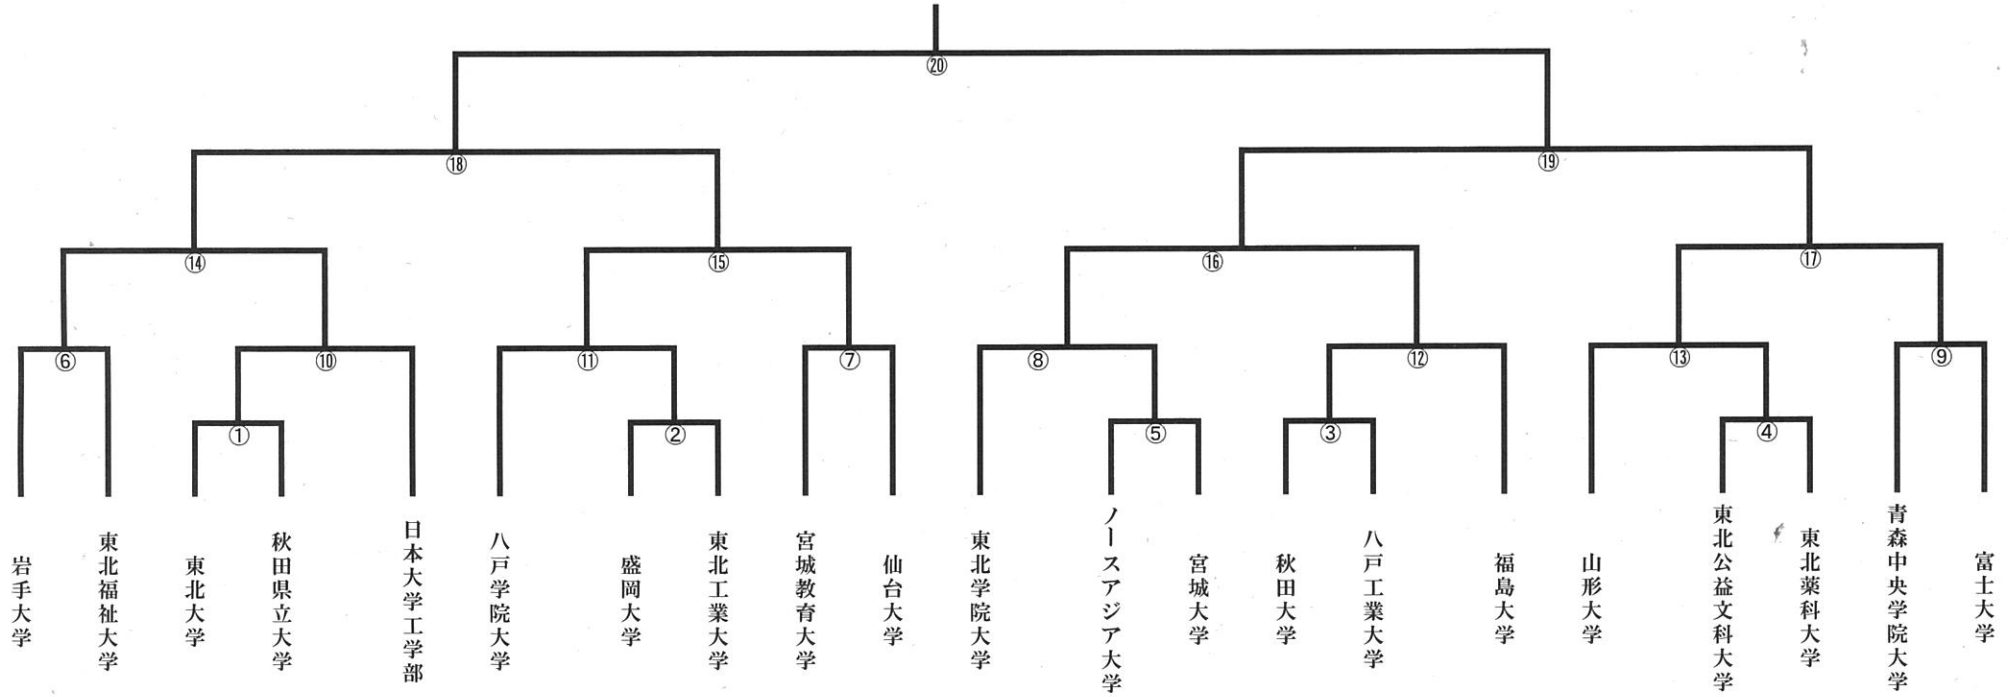 ⑳
⑱
⑲
⑭
⑮
⑯
⑰
⑥
⑩
⑪
⑦
⑧
⑫
⑬
⑨
①
②
⑤
③
④
岩手大学
東北福祉大学
東北大学
秋田県立大学
日本大学工学部
八戸学院大学
盛岡大学
東北工業大学
宮城教育大学
仙台大学
東北学院大学
ノースアジア大学
宮城大学
秋田大学
八戸工業大学
福島大学
山形大学
東北公益文科大学
東北薬科大学
青森中央学院大学
富士大学